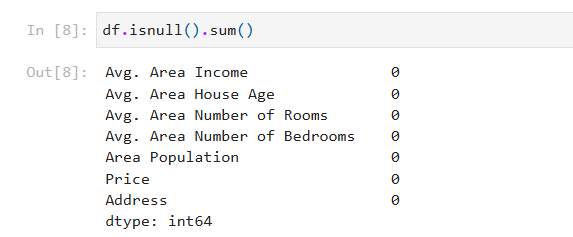 In [8]: df.isnull().sum()
Out[8]: Avg. Area Income 0
Avg. Area House Age 0
Avg. Area Number of Rooms 0
Avg. Area Number of Bedrooms 0
Area Population 0
Price 0
Address 0
dtype: int64